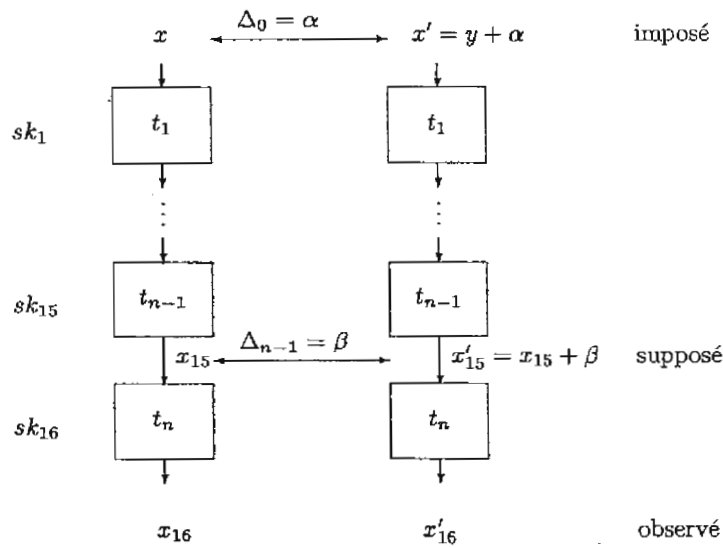 x Δ₀ = α x′ = y + α imposé
sk₁ t₁ t₁
⋮ ⋮
sk₁₅ tₙ₋₁ tₙ₋₁
x₁₅ Δₙ₋₁ = β x′₁₅ = x₁₅ + β supposé
sk₁₆ tₙ tₙ
x₁₆ x′₁₆ observé